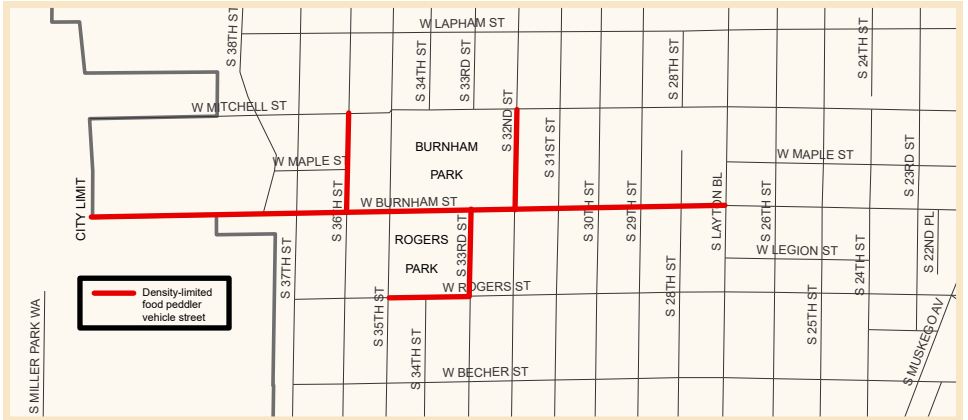 W LAPHAM ST
S 38TH ST
S 34TH ST
S 33RD ST
S 28TH ST
S 24TH ST
W MITCHELL ST
S 32ND ST
BURNHAM
PARK
S 31ST ST
W MAPLE ST
W MAPLE ST
S 23RD ST
CITY LIMIT
S 36TH ST
W BURNHAM ST
S 30TH ST
S 29TH ST
S LAYTON BL
S 26TH ST
S 22ND PL
S 37TH ST
ROGERS
PARK
S 33RD ST
W LEGION ST
S 24TH ST
S 28TH ST
W ROGERS ST
Density-limited
food peddler
vehicle street
S 35TH ST
S 34TH ST
S 25TH ST
S MILLER PARK WA
S MUSKEGO AV
W BECHER ST